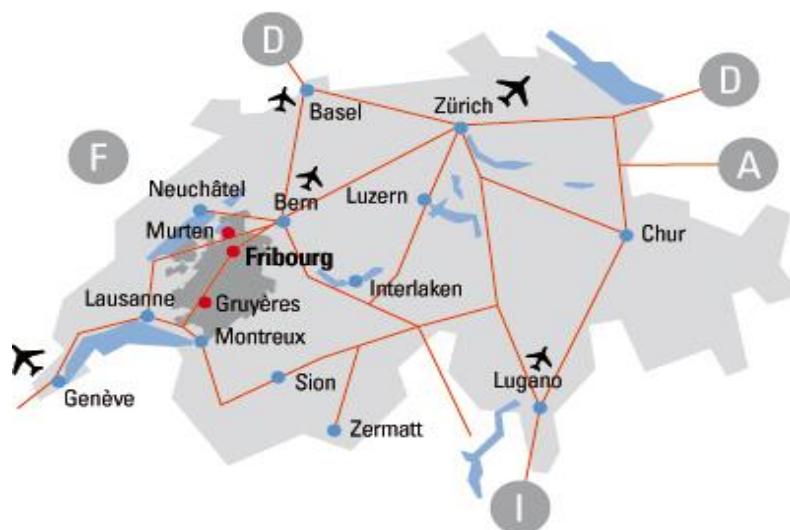 D
D
Basel
Zürich
F
A
Neuchâtel
Bern
Luzern
Murten
Chur
Fribourg
Interlaken
Lausanne
Gruyères
Montreux
Genève
Sion
Lugano
Zermatt
I